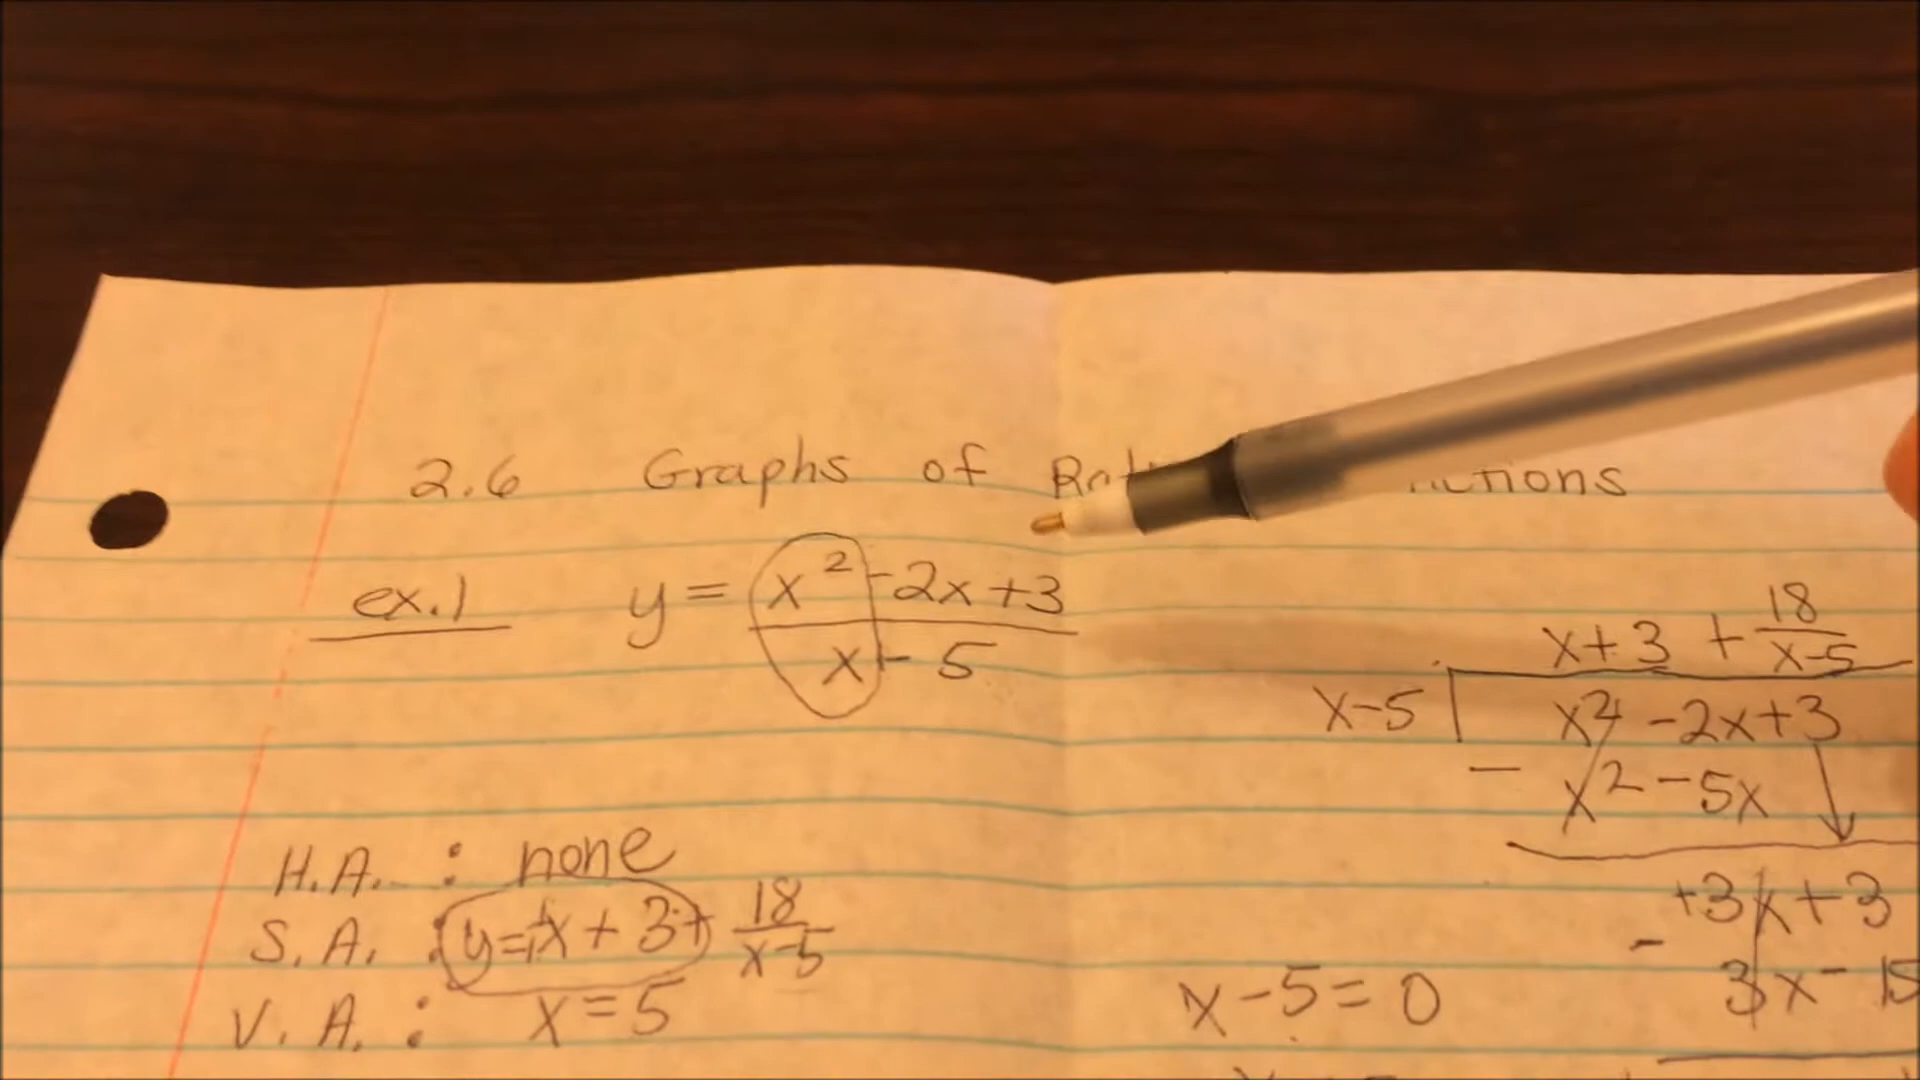 2.6 Graphs of
ex.1 y = x² - 2x + 3
x - 5
H.A. : none
S.A. : y = x + 3 + 18
x-5
V.A. : x = 5
x + 3 + 18
x-5
x-5 x² - 2x + 3
- x² - 5x
+3x + 3
- 3x - 15
x - 5 = 0